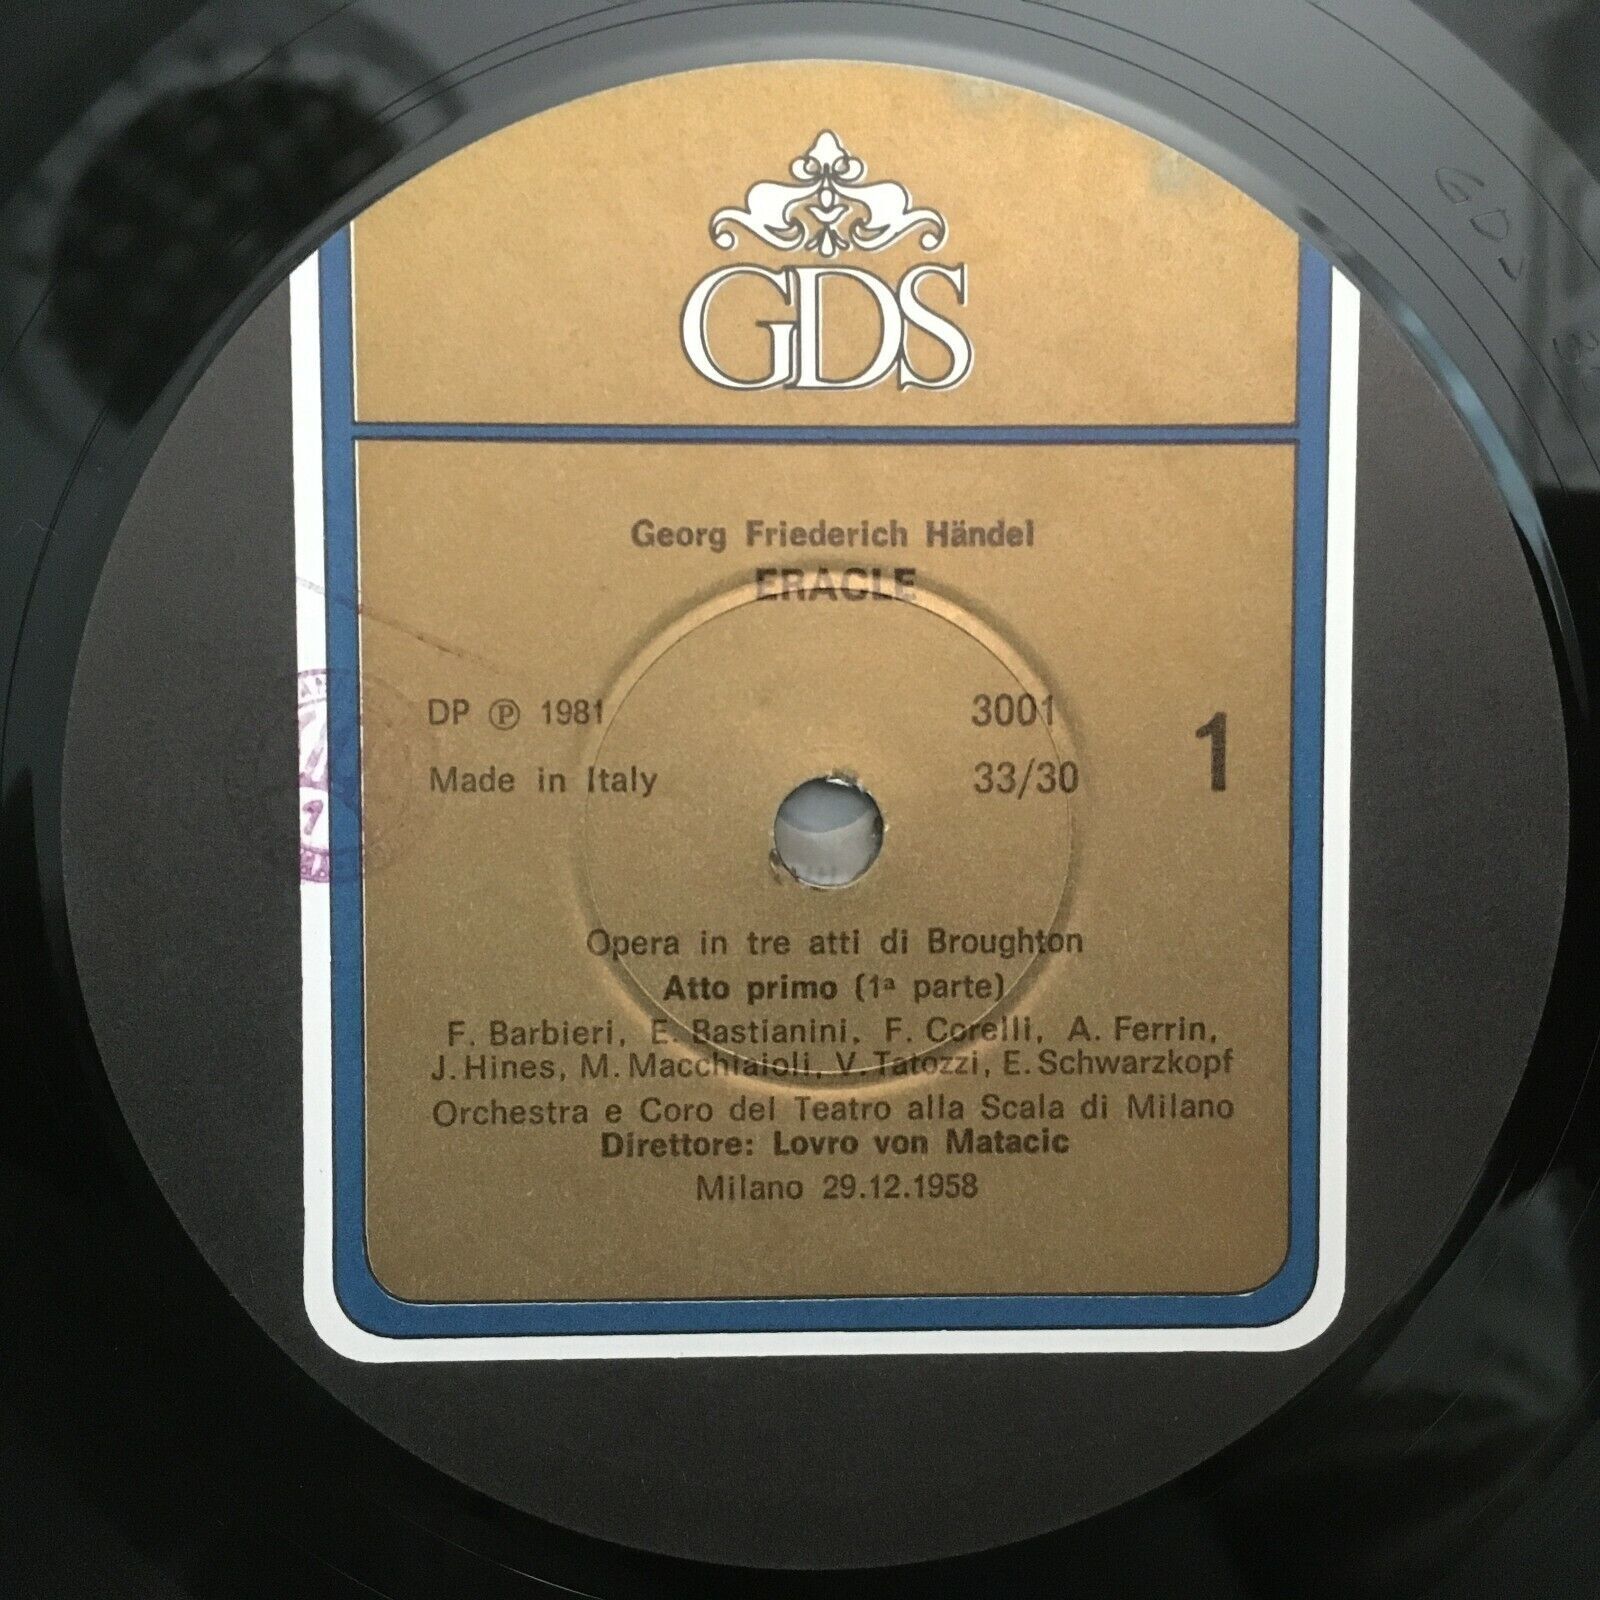 GDS
Georg Friederich Händel
ERACLE
DP ℗ 1981
3001
1
Made in Italy
33/30
Opera in tre atti di Broughton
Atto primo (1ª parte)
F. Barbieri, E. Bastianini, F. Corelli, A. Ferrin,
J. Hines, M. Macchiaioli, V. Tatozzi, E. Schwarzkopf
Orchestra e Coro del Teatro alla Scala di Milano
Direttore: Lovro von Matacic
Milano 29.12.1958